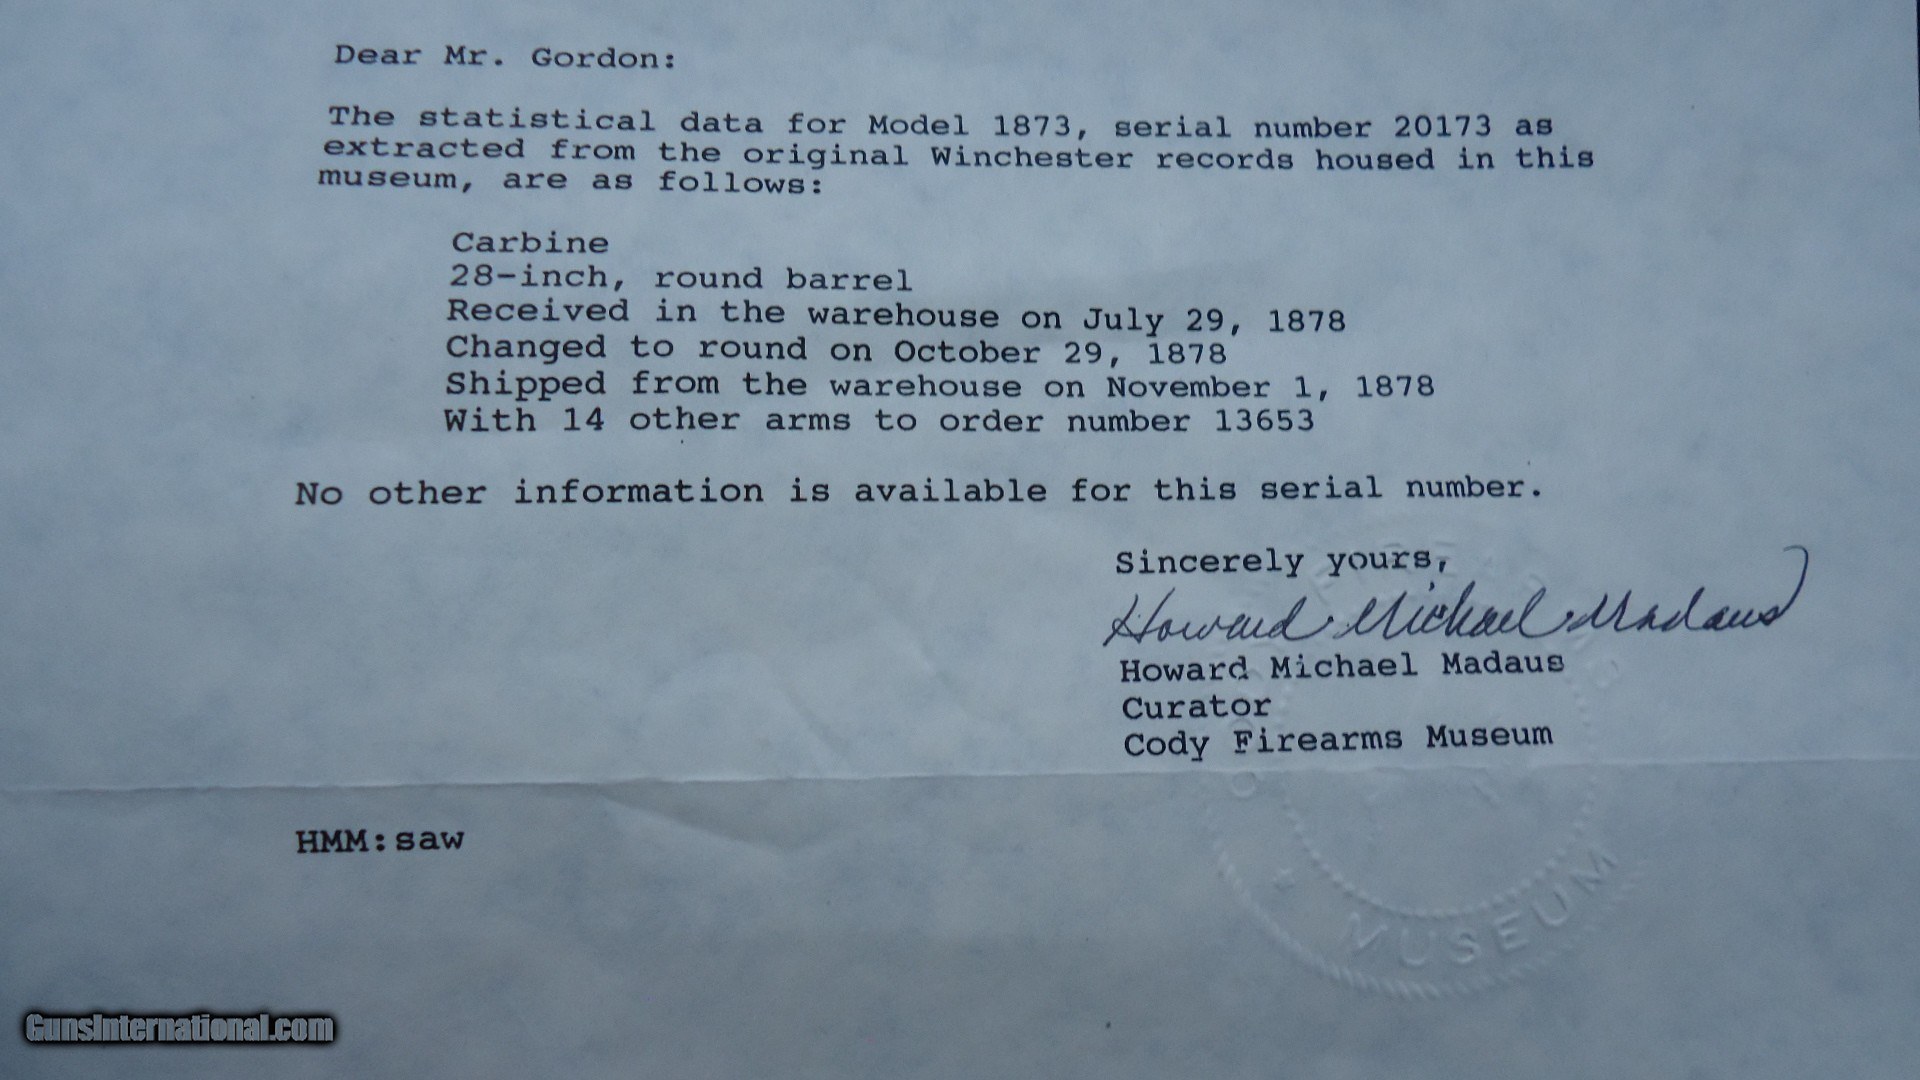 Dear Mr. Gordon:
The statistical data for Model 1873, serial number 20173 as
extracted from the original Winchester records housed in this
museum, are as follows:
Carbine
28-inch, round barrel
Received in the warehouse on July 29, 1878
Changed to round on October 29, 1878
Shipped from the warehouse on November 1, 1878
With 14 other arms to order number 13653
No other information is available for this serial number.
Sincerely yours,
Howard Michael Madaus
Howard Michael Madaus
Curator
Cody Firearms Museum
HMM:saw
MUSEUM
GunsInternational.com